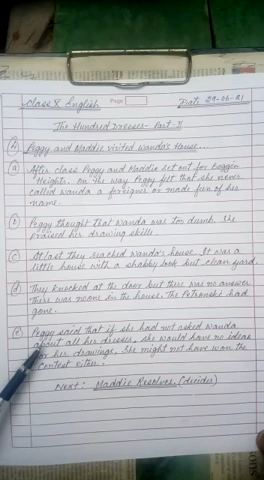 Class X English Page Date 29-06-21
The Hundred Dresses - Part II
(4) Peggy and Maddie visited Wanda's House.
(a) After class Peggy and Maddie set out for Boggin
Heights. On the way Peggy felt that she never
called Wanda a foreigner or made fun of her
name.
(b) Peggy thought that Wanda was too dumb. She
praised her drawing skills.
(c) At last they reached Wanda's house. It was a
little house with a shabby look but clean yard.
(d) They knocked at the door but there was no answer
There was noone in the house. The Petronski had
gone.
(e) Peggy said that if she had not asked Wanda
about all her dresses, she would have no ideas
for her drawings. She might not have won the
contest either.
Next: Maddie Resolves (decides)